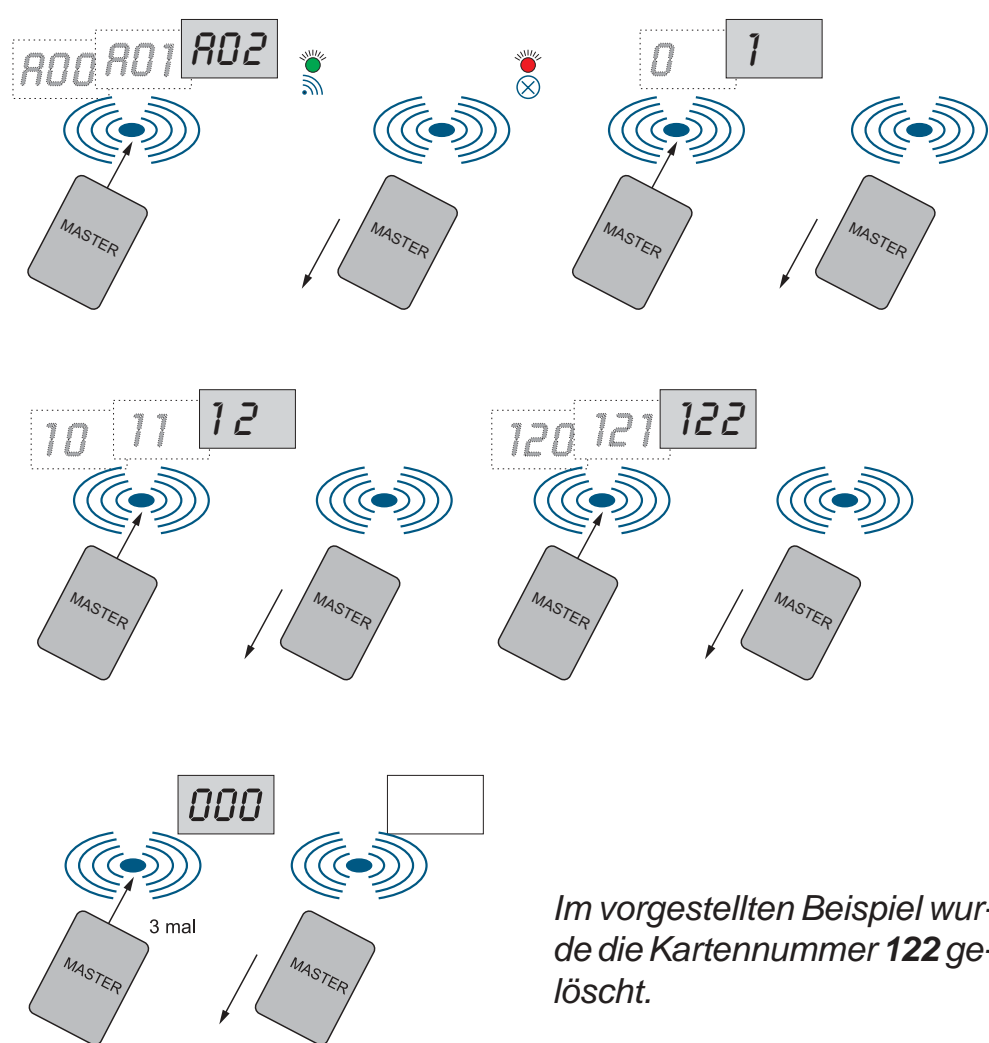 A00 A01 A02
0 1
MASTER MASTER MASTER MASTER
10 11 12
120 121 122
MASTER MASTER MASTER MASTER
000
3 mal
MASTER MASTER
Im vorgestellten Beispiel wur-
de die Kartennummer 122 ge-
löscht.